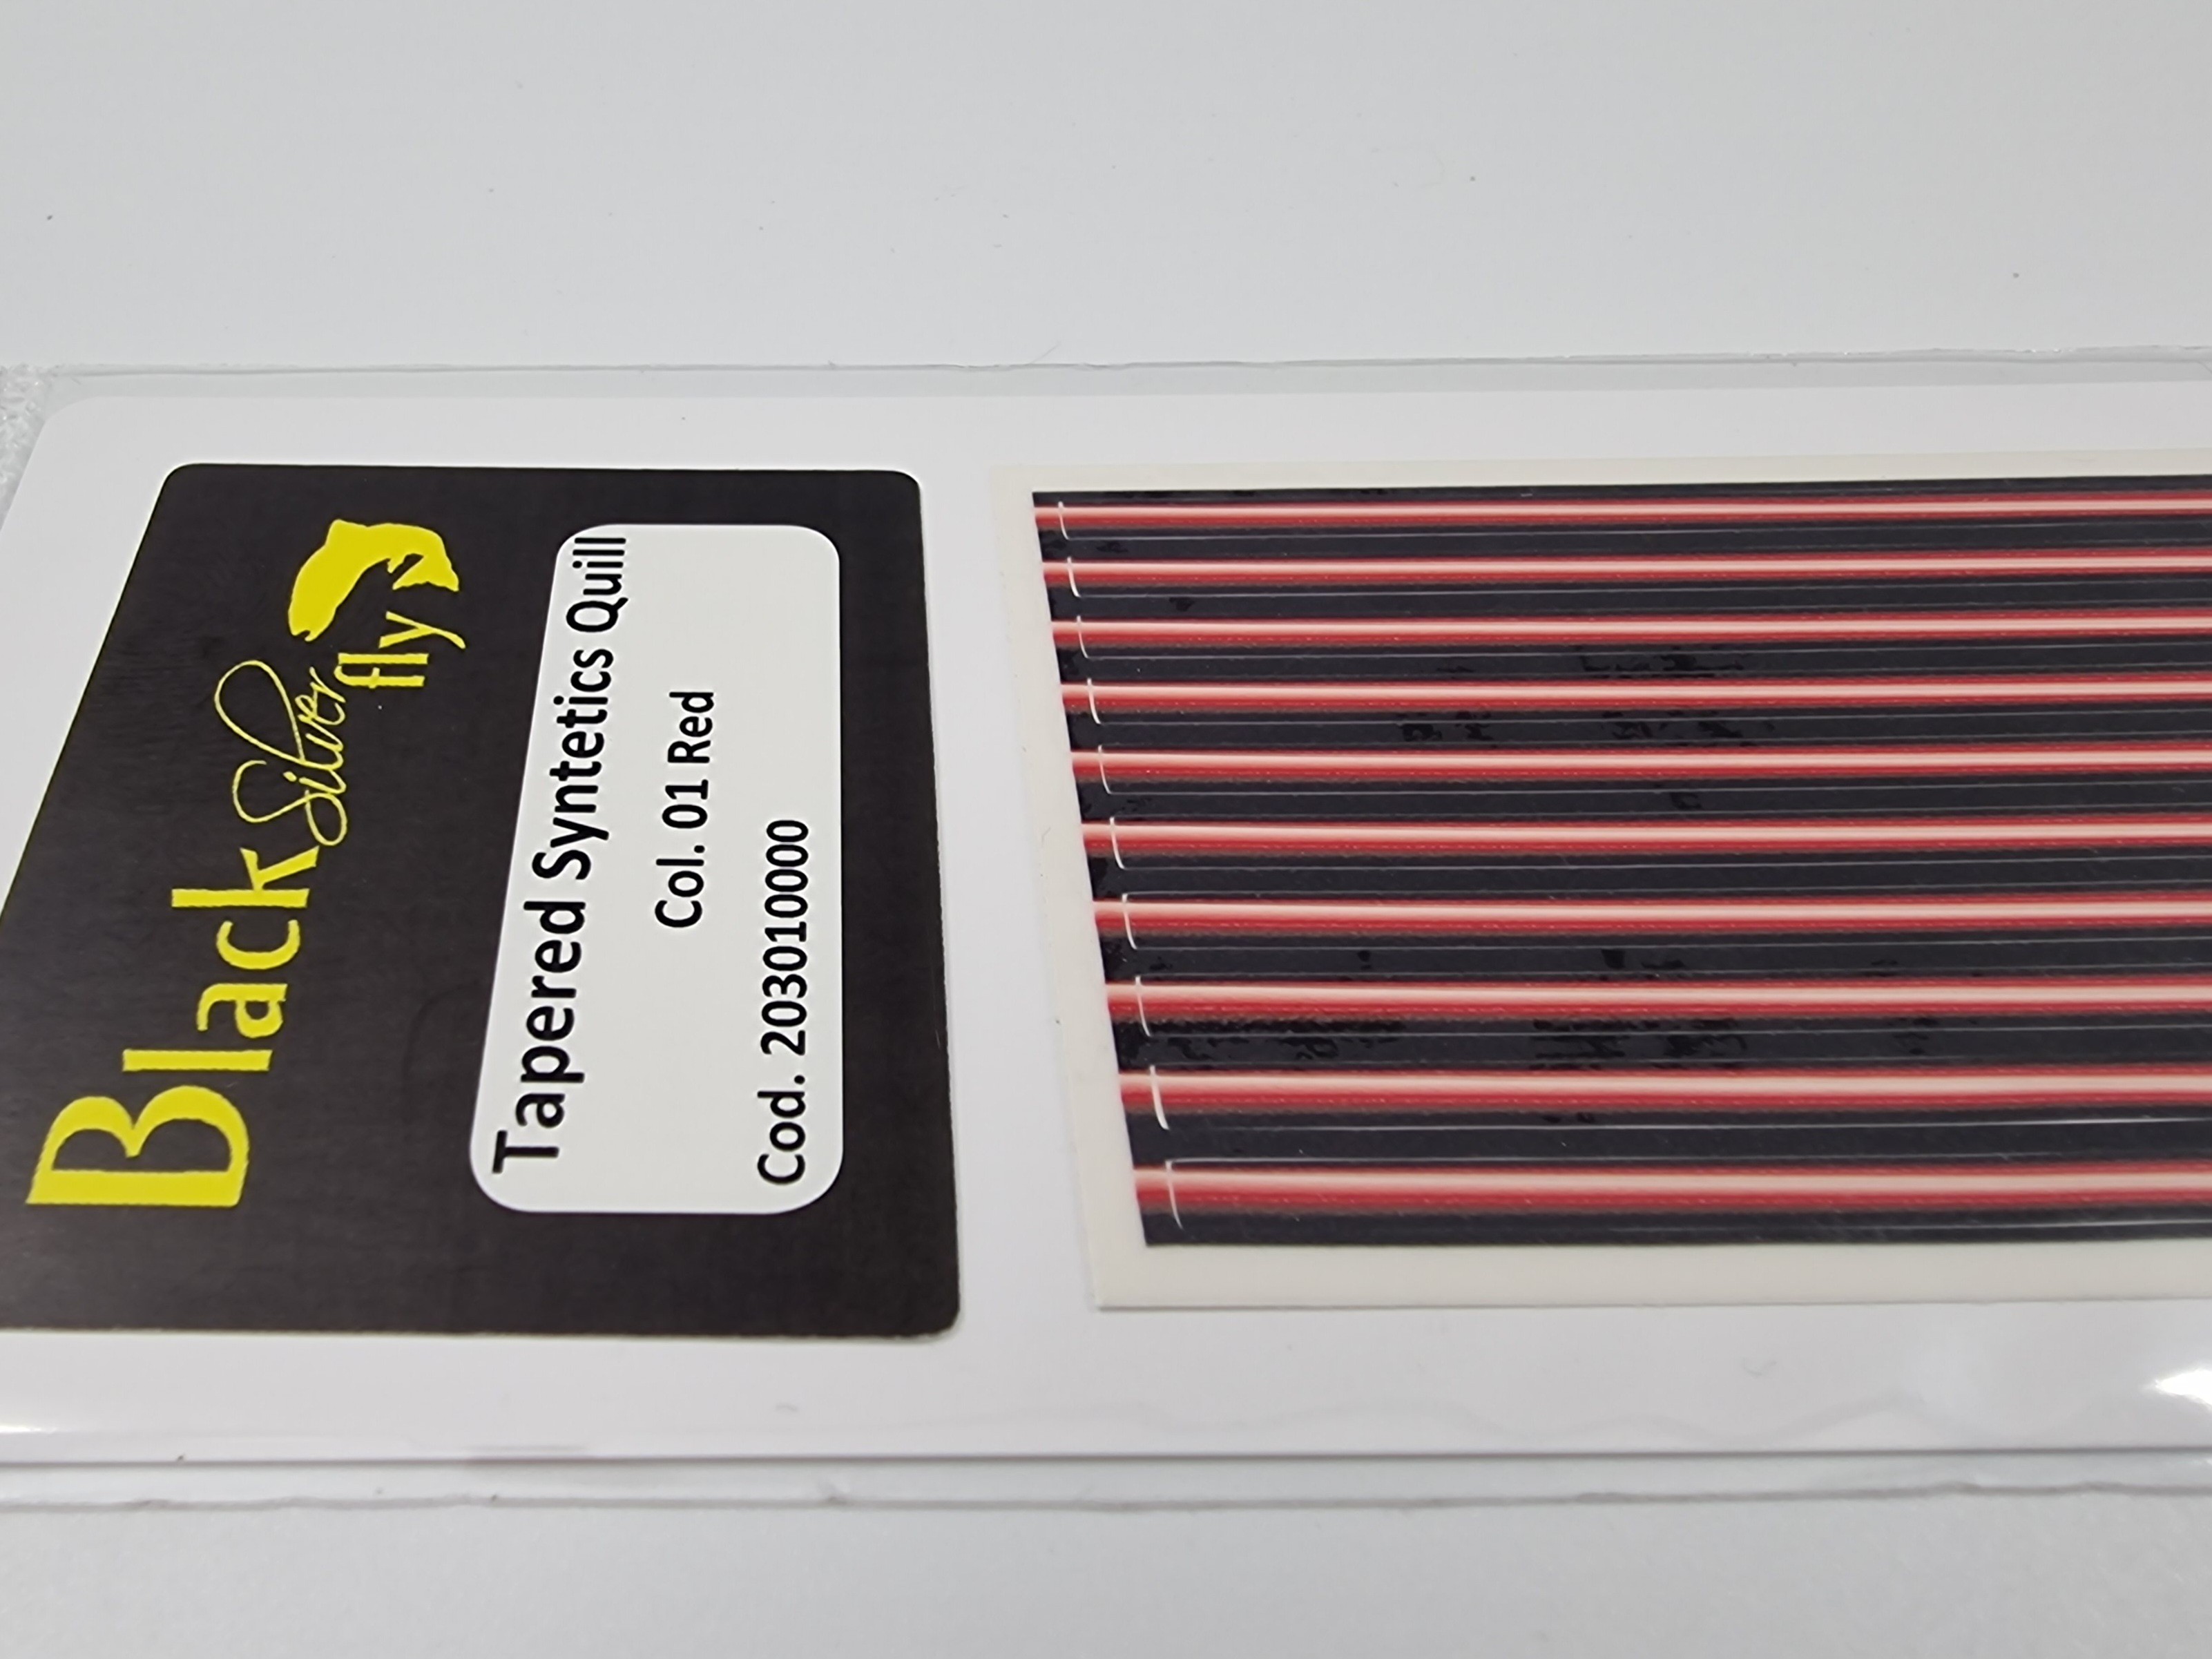 Black Silver fly
Tapered Syntetics Quill
Col. 01 Red
Cod. 2030100000